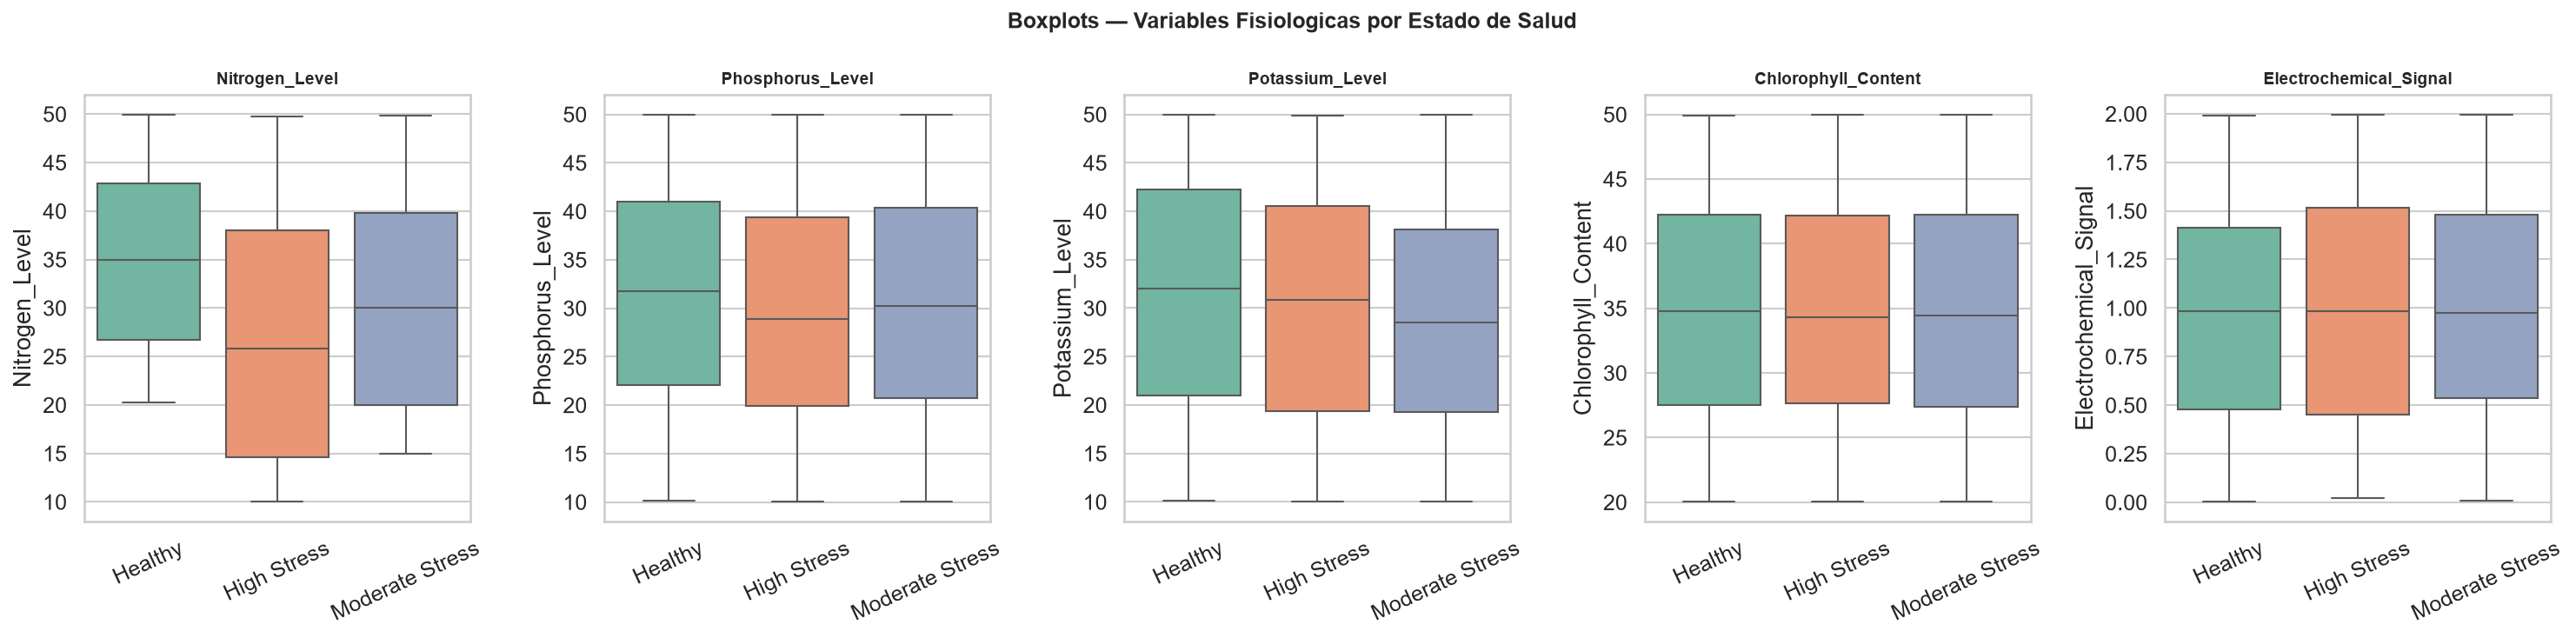 Boxplots — Variables Fisiologicas por Estado de Salud
Nitrogen_Level
Nitrogen_Level
50
45
40
35
30
25
20
15
10
Healthy
High Stress
Moderate Stress
Phosphorus_Level
Phosphorus_Level
50
45
40
35
30
25
20
15
10
Healthy
High Stress
Moderate Stress
Potassium_Level
Potassium_Level
50
45
40
35
30
25
20
15
10
Healthy
High Stress
Moderate Stress
Chlorophyll_Content
Chlorophyll_Content
50
45
40
35
30
25
20
Healthy
High Stress
Moderate Stress
Electrochemical_Signal
Electrochemical_Signal
2.00
1.75
1.50
1.25
1.00
0.75
0.50
0.25
0.00
Healthy
High Stress
Moderate Stress